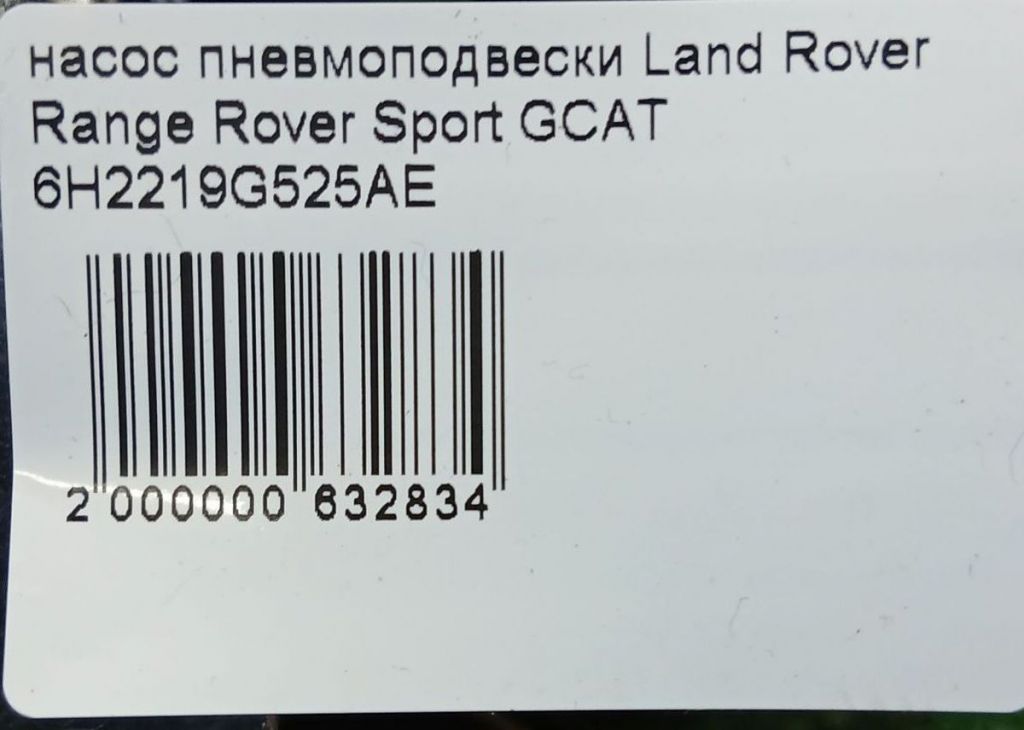 насос пневмоподвески Land Rover
Range Rover Sport GCAT
6H2219G525AE
2 000000 632834